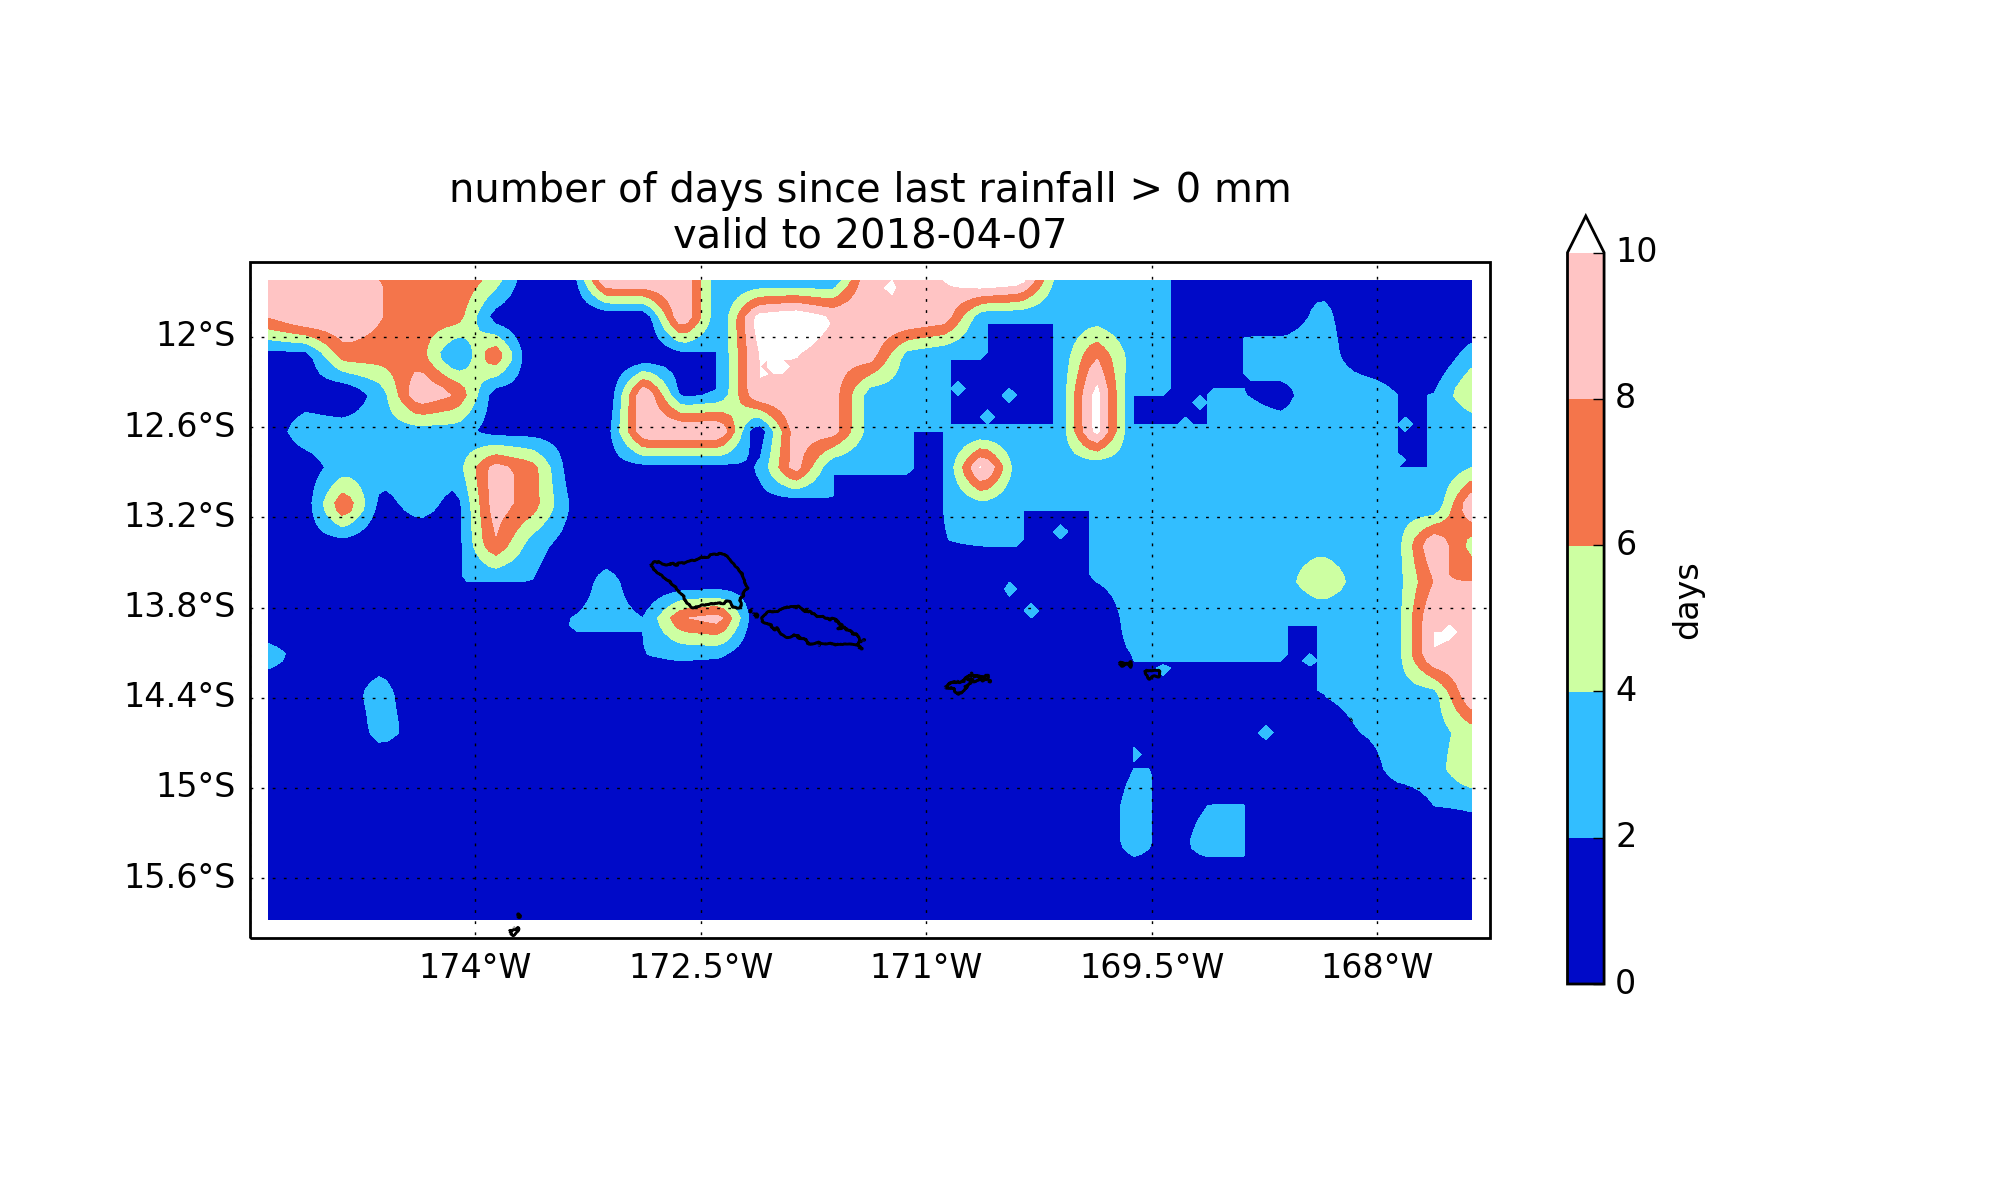 number of days since last rainfall > 0 mm
valid to 2018-04-07
12°S
12.6°S
13.2°S
13.8°S
14.4°S
15°S
15.6°S
174°W
172.5°W
171°W
169.5°W
168°W
10
8
6
4
2
0
days